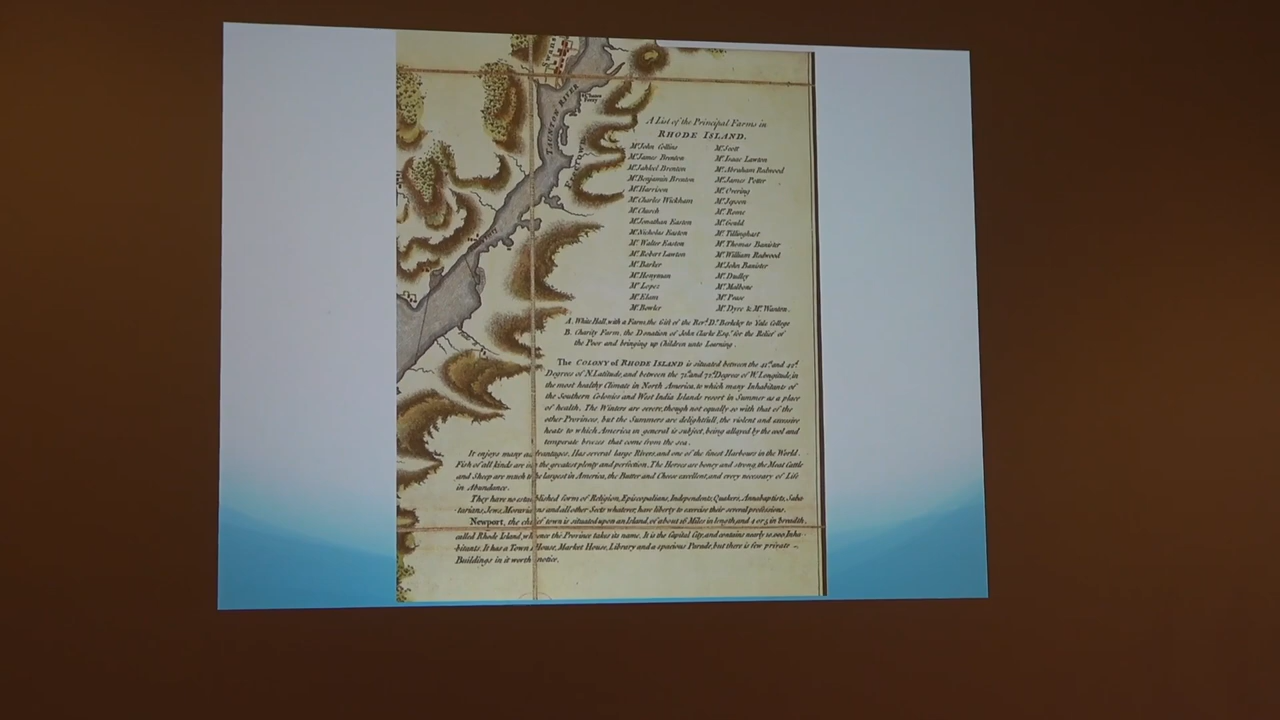 Swans
TAUNTON RIVER
Slades Ferry
A List of the Principal Farms in
RHODE ISLAND.
Mr. John Collins
Mr. James Brenton
Mr. Jahleel Brenton
Mr. Benjamin Brenton
Mr. Harrison
Mr. Charles Wickham
Mr. Church
Mr. Jonathan Easton
Mr. Nicholas Easton
Mr. Walter Easton
Mr. Robert Lawton
Mr. Barker
Mr. Honyman
Mr. Lopez
Mr. Elam
Mr. Bowler
Mr. Scott
Mr. Isaac Lawton
Mr. Abraham Redwood
Mr. James Potter
Mr. Overing
Mr. Jepson
Mr. Rome
Mr. Gould
Mr. Tillinghast
Mr. Thomas Banister
Mr. William Redwood
Mr. John Banister
Mr. Dudley
Mr. Malbone
Mr. Pease
Mr. Dyre & Mr. Wanton.
A. White Hall, with a Farm, the Gift of the Revd. Dr. Berkeley to Yale College
B. Charity Farm, the Donation of John Clarke Esqr. for the Relief of
the Poor and bringing up Children unto Learning.
The COLONY of RHODE ISLAND is situated between the 41st. and 42d.
Degrees of N. Latitude, and between the 71st. and 72d. Degrees of W. Longitude, in
the most healthy Climate in North America, to which many Inhabitants of
the Southern Colonies and West India Islands resort in Summer as a place
of health. The Winters are severe, though not equally so with that of the
other Provinces, but the Summers are delightfull, the violent and excessive
heats to which America in general is subject, being allayed by the cool and
temperate breezes that come from the sea.
It enjoys many advantages. Has several large Rivers, and one of the finest Harbours in the World.
Fish of all kinds are in the greatest plenty and perfection. The Horses are boney and strong, the Meat Cattle
and Sheep are much the largest in America, the Butter and Cheese excellent, and every necessary of Life
in Abundance.
They have no established form of Religion, Episcopalians, Independents, Quakers, Annabaptists, Saba-
tarians, Jews, Moravians and all other Sects whatever, have liberty to exercise their several professions.
Newport, the chief town is situated upon an Island, of about 16 Miles in length, and 4 or 5 in breadth,
called Rhode Island, whence the Province takes its name. It is the Capital City, and contains nearly 10,000 Inha-
bitants. It has a Town House, Market House, Library and a spacious Parade, but there is few private
Buildings in it worth notice.